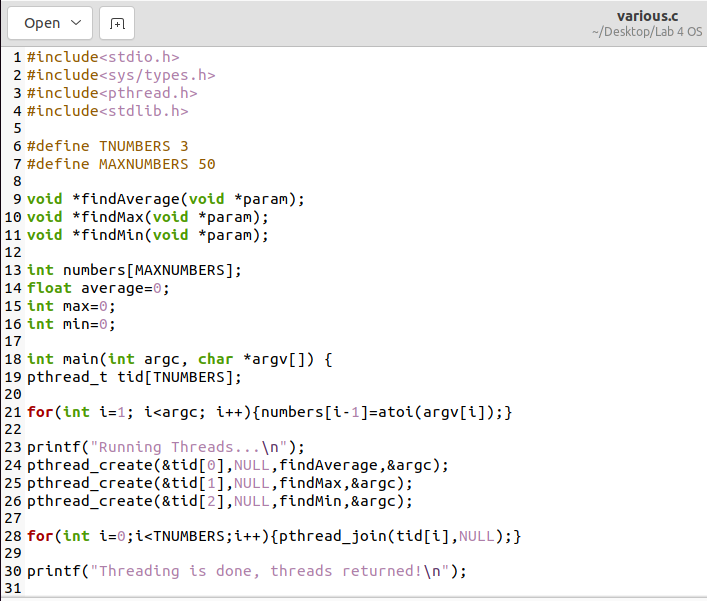 Open
various.c
~/Desktop/Lab 4 OS
1 #include<stdio.h>
2 #include<sys/types.h>
3 #include<pthread.h>
4 #include<stdlib.h>
5
6 #define TNUMBERS 3
7 #define MAXNUMBERS 50
8
9 void *findAverage(void *param);
10 void *findMax(void *param);
11 void *findMin(void *param);
12
13 int numbers[MAXNUMBERS];
14 float average=0;
15 int max=0;
16 int min=0;
17
18 int main(int argc, char *argv[]) {
19 pthread_t tid[TNUMBERS];
20
21 for(int i=1; i<argc; i++){numbers[i-1]=atoi(argv[i]);}
22
23 printf("Running Threads...\n");
24 pthread_create(&tid[0],NULL,findAverage,&argc);
25 pthread_create(&tid[1],NULL,findMax,&argc);
26 pthread_create(&tid[2],NULL,findMin,&argc);
27
28 for(int i=0;i<TNUMBERS;i++){pthread_join(tid[i],NULL);}
29
30 printf("Threading is done, threads returned!\n");
31